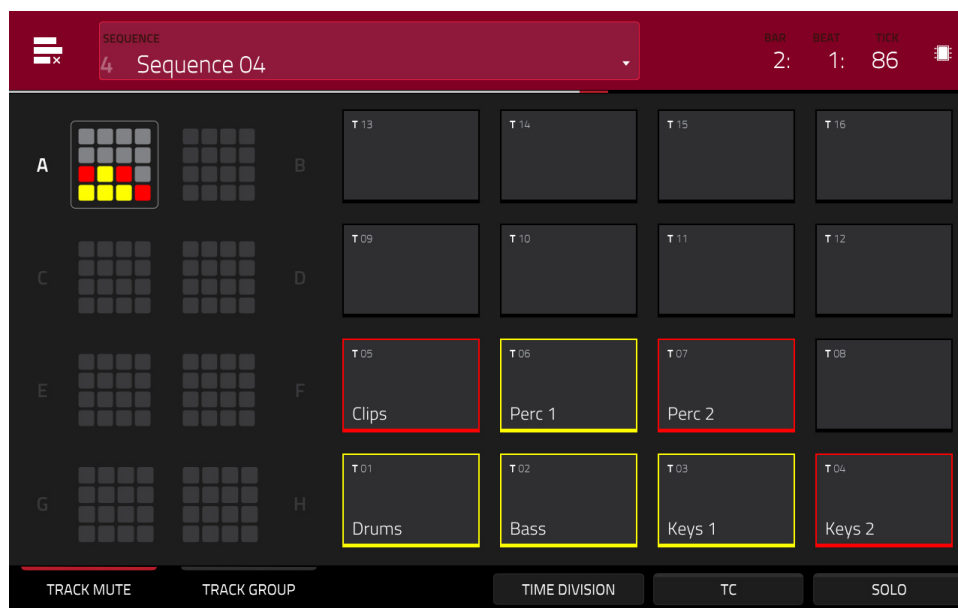 SEQUENCE
4 Sequence 04
BAR BEAT TICK
2: 1: 86
A B
T 13 T 14 T 15 T 16
C D
T 09 T 10 T 11 T 12
E F
T 05 T 06 T 07 T 08
Clips Perc 1 Perc 2
G H
T 01 T 02 T 03 T 04
Drums Bass Keys 1 Keys 2
TRACK MUTE TRACK GROUP TIME DIVISION TC SOLO